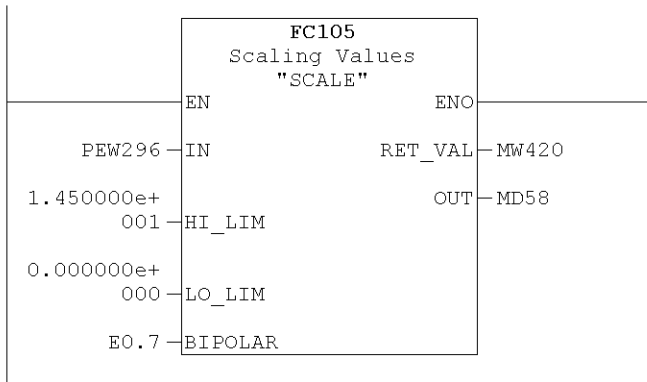 FC105
Scaling Values
"SCALE"
EN ENO
PEW296 IN RET_VAL MW420
1.450000e+ OUT MD58
001 HI_LIM
0.000000e+
000 LO_LIM
E0.7 BIPOLAR